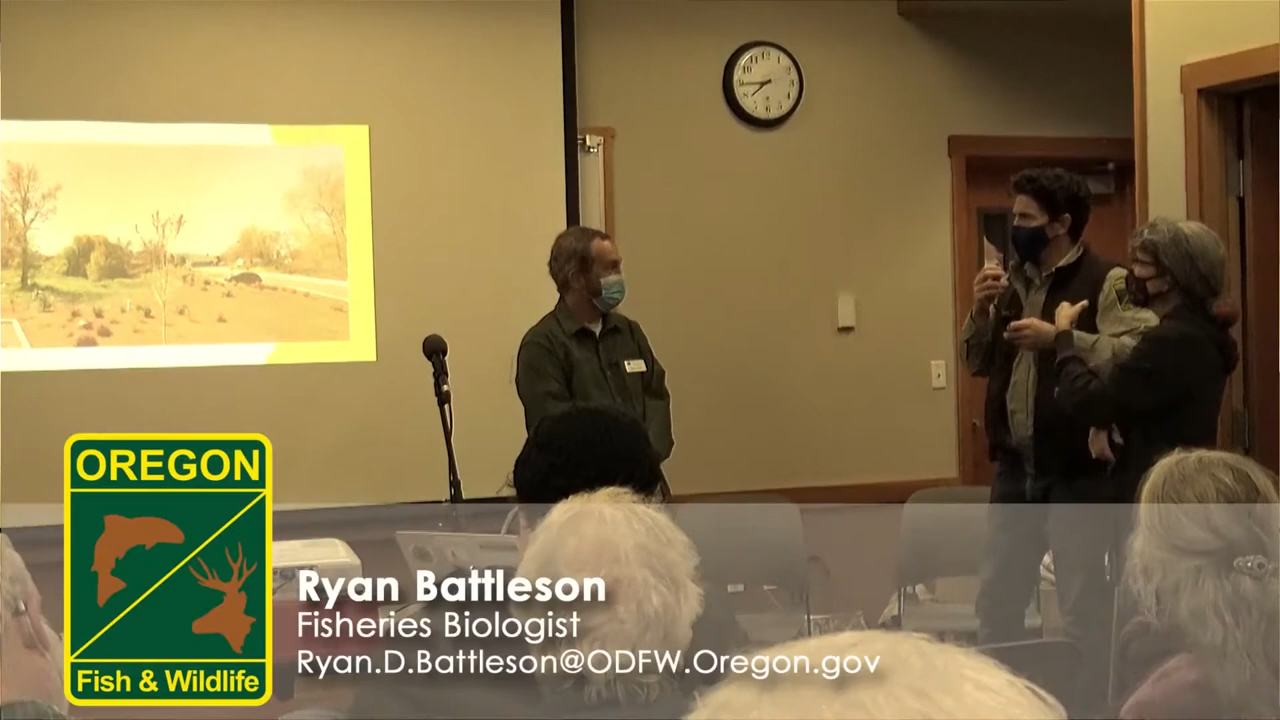 OREGON
Fish & Wildlife
Ryan Battleson
Fisheries Biologist
Ryan.D.Battleson@ODFW.Oregon.gov